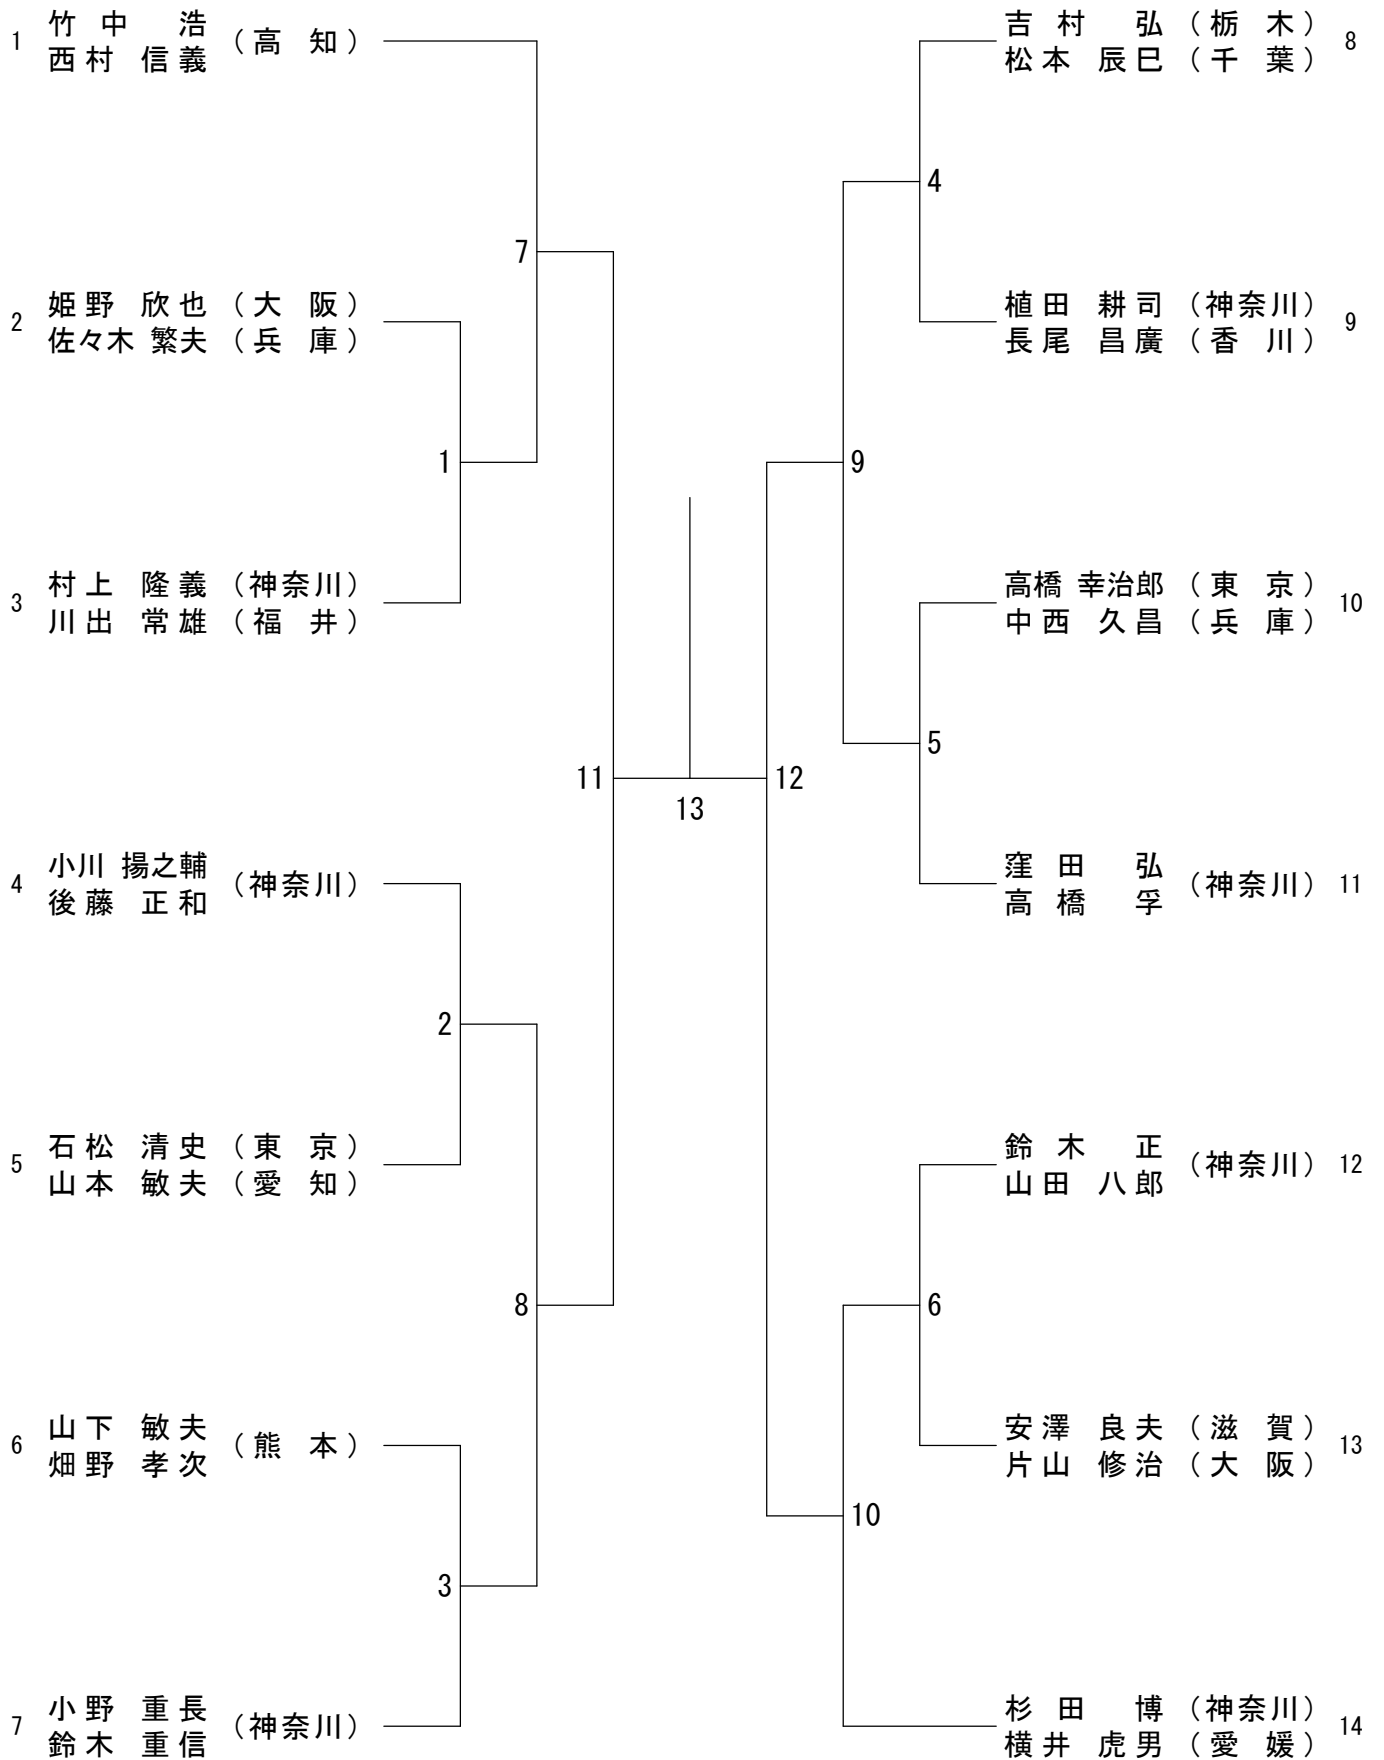 1 竹中 浩 (高 知)
西村 信義
2 姫野 欣也 (大 阪)
佐々木 繁夫 (兵 庫)
3 村上 隆義 (神奈川)
川出 常雄 (福 井)
4 小川 揚之輔 (神奈川)
後藤 正和
5 石松 清史 (東 京)
山本 敏夫 (愛 知)
6 山下 敏夫 (熊 本)
畑野 孝次
7 小野 重長 (神奈川)
鈴木 重信
7
1
2
8
3
11
13
12
4
9
5
6
10
吉村 弘 (栃 木) 8
松本 辰巳 (千 葉)
植田 耕司 (神奈川) 9
長尾 昌廣 (香 川)
高橋 幸治郎 (東 京) 10
中西 久昌 (兵 庫)
窪田 弘 (神奈川) 11
高橋 孚
鈴木 正 (神奈川) 12
山田 八郎
安澤 良夫 (滋 賀) 13
片山 修治 (大 阪)
杉田 博 (神奈川) 14
横井 虎男 (愛 媛)